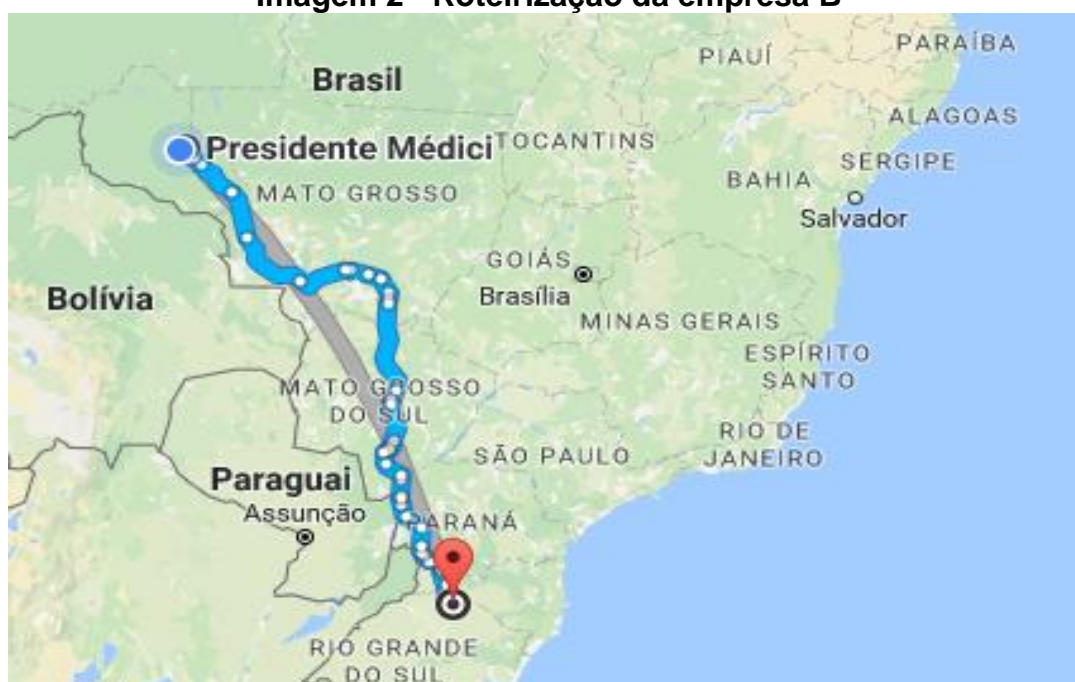 Imagem 2 - Roteirização da empresa B
PARAÍBA
PIAUÍ
Brasil
ALAGOAS
Presidente Médici
TOCANTINS
SERGIPE
BAHIA
MATO GROSSO
Salvador
GOIÁS
Brasília
Bolívia
MINAS GERAIS
ESPÍRITO
SANTO
MATO GROSSO
DO SUL
RIO DE
JANEIRO
SÃO PAULO
Paraguai
Assunção
PARANÁ
RIO GRANDE
DO SUL